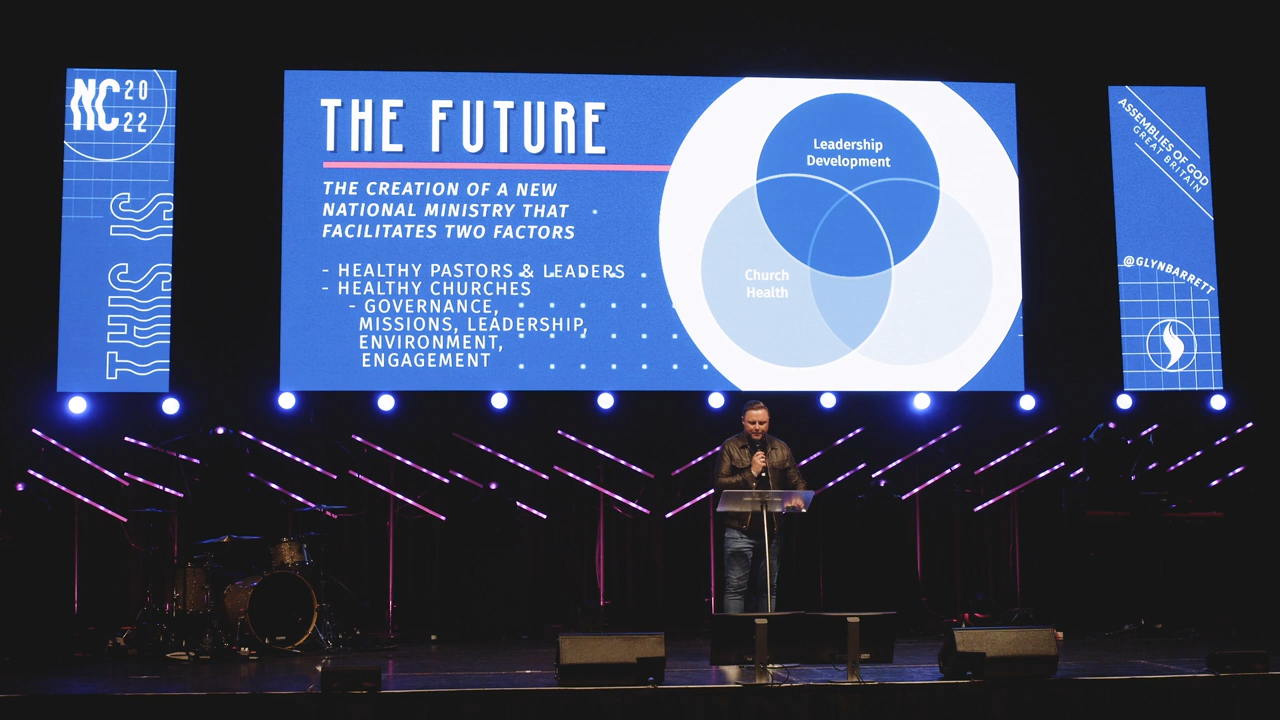 NC 20
22
THIS IS
THE FUTURE
THE CREATION OF A NEW
NATIONAL MINISTRY THAT
FACILITATES TWO FACTORS
- HEALTHY PASTORS & LEADERS
- HEALTHY CHURCHES
- GOVERNANCE,
MISSIONS, LEADERSHIP,
ENVIRONMENT,
ENGAGEMENT
Leadership
Development
Church
Health
ASSEMBLIES OF GOD
GREAT BRITAIN
@GLYNBARRETT